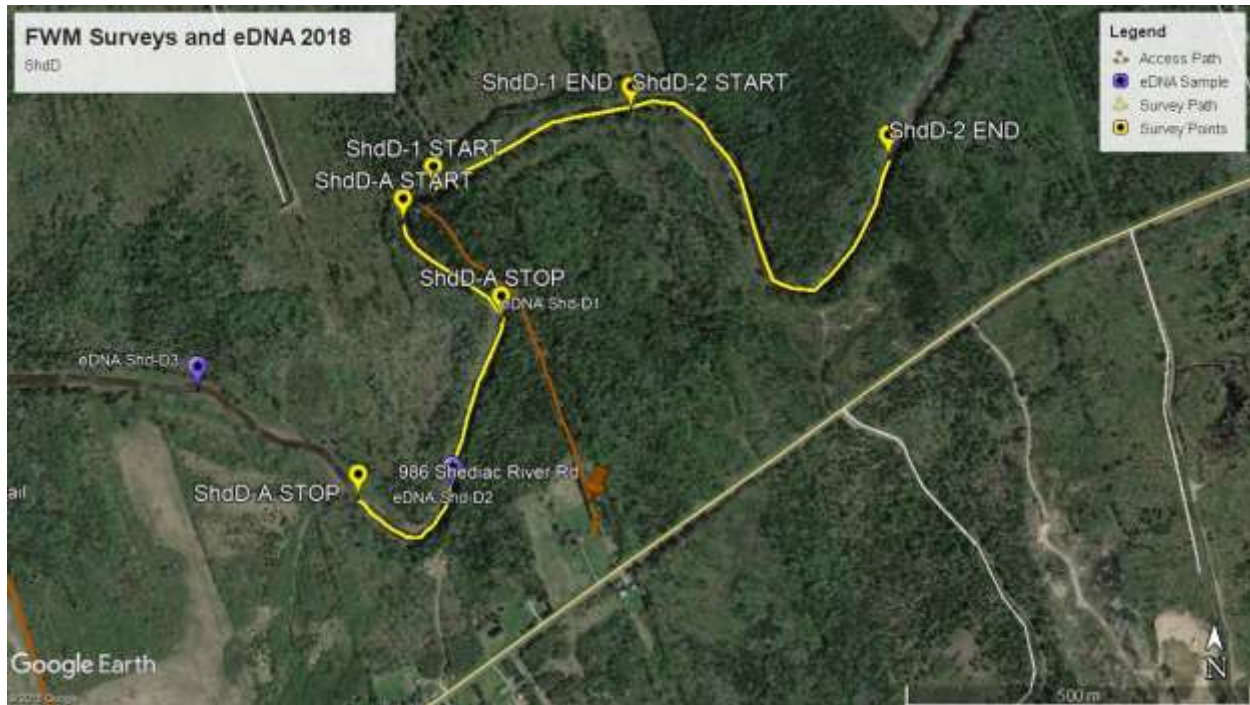 FWM Surveys and eDNA 2018
ShdD
Legend
Access Path
eDNA Sample
Survey Path
Survey Points
ShdD-1 END
ShdD-2 START
ShdD-2 END
ShdD-1 START
ShdD-A START
ShdD-A STOP
eDNA Shd-D1
eDNA Shd-D3
986 Shediac River Rd
ShdD-A STOP
eDNA Shd-D2
ail
Google Earth
N
500 m